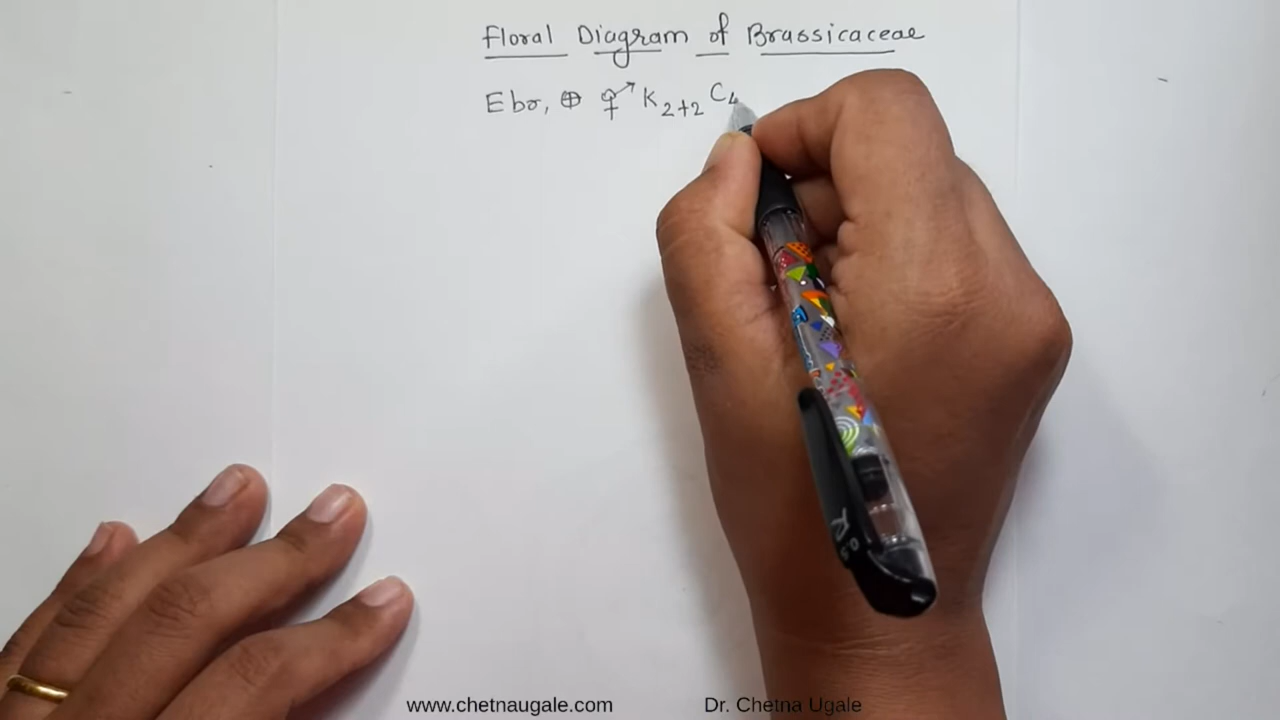 Floral Diagram of Brassicaceae
Ebr, ⊕ ⚥ K2+2 C4
www.chetnaugale.com Dr. Chetna Ugale